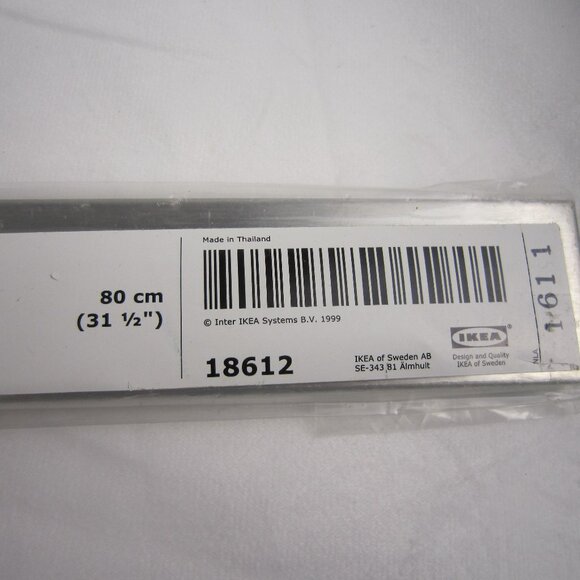 80 cm
(31 ½")
Made in Thailand
© Inter IKEA Systems B.V. 1999
18612
IKEA of Sweden AB
SE-343 81 Älmhult
IKEA®
Design and Quality
IKEA of Sweden
NLA
1611